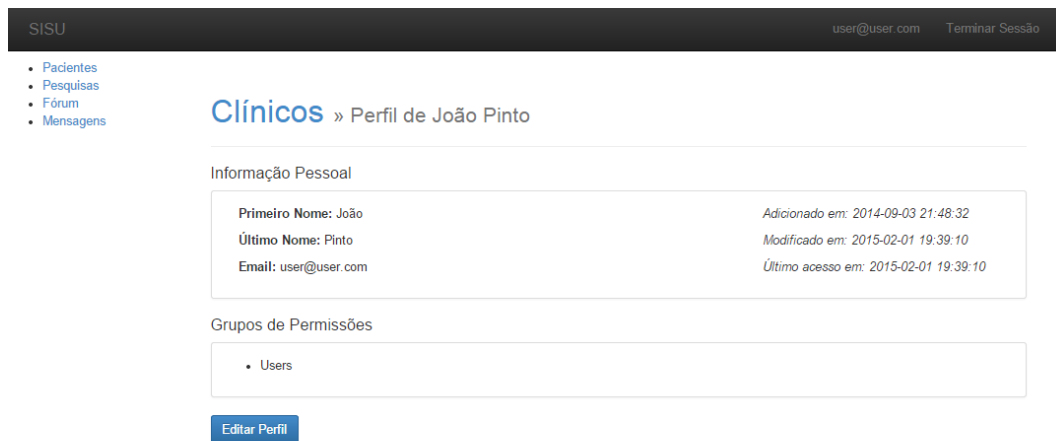 SISU user@user.com Terminar Sessão
Pacientes
Pesquisas
Fórum
Mensagens
Clínicos » Perfil de João Pinto
Informação Pessoal
Primeiro Nome: João
Adicionado em: 2014-09-03 21:48:32
Último Nome: Pinto
Modificado em: 2015-02-01 19:39:10
Email: user@user.com
Último acesso em: 2015-02-01 19:39:10
Grupos de Permissões
Users
Editar Perfil